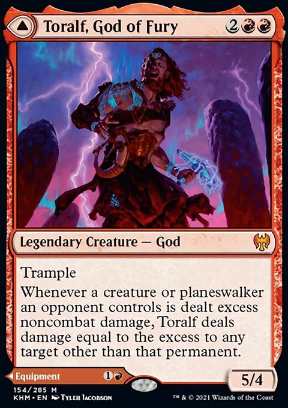 Toralf, God of Fury 2
Legendary Creature — God
Trample
Whenever a creature or planeswalker
an opponent controls is dealt excess
noncombat damage, Toralf deals
damage equal to the excess to any
target other than that permanent.
Equipment 1
5/4
154/285 M
KHM • EN TYLER JACOBSON
™ & © 2021 Wizards of the Coast